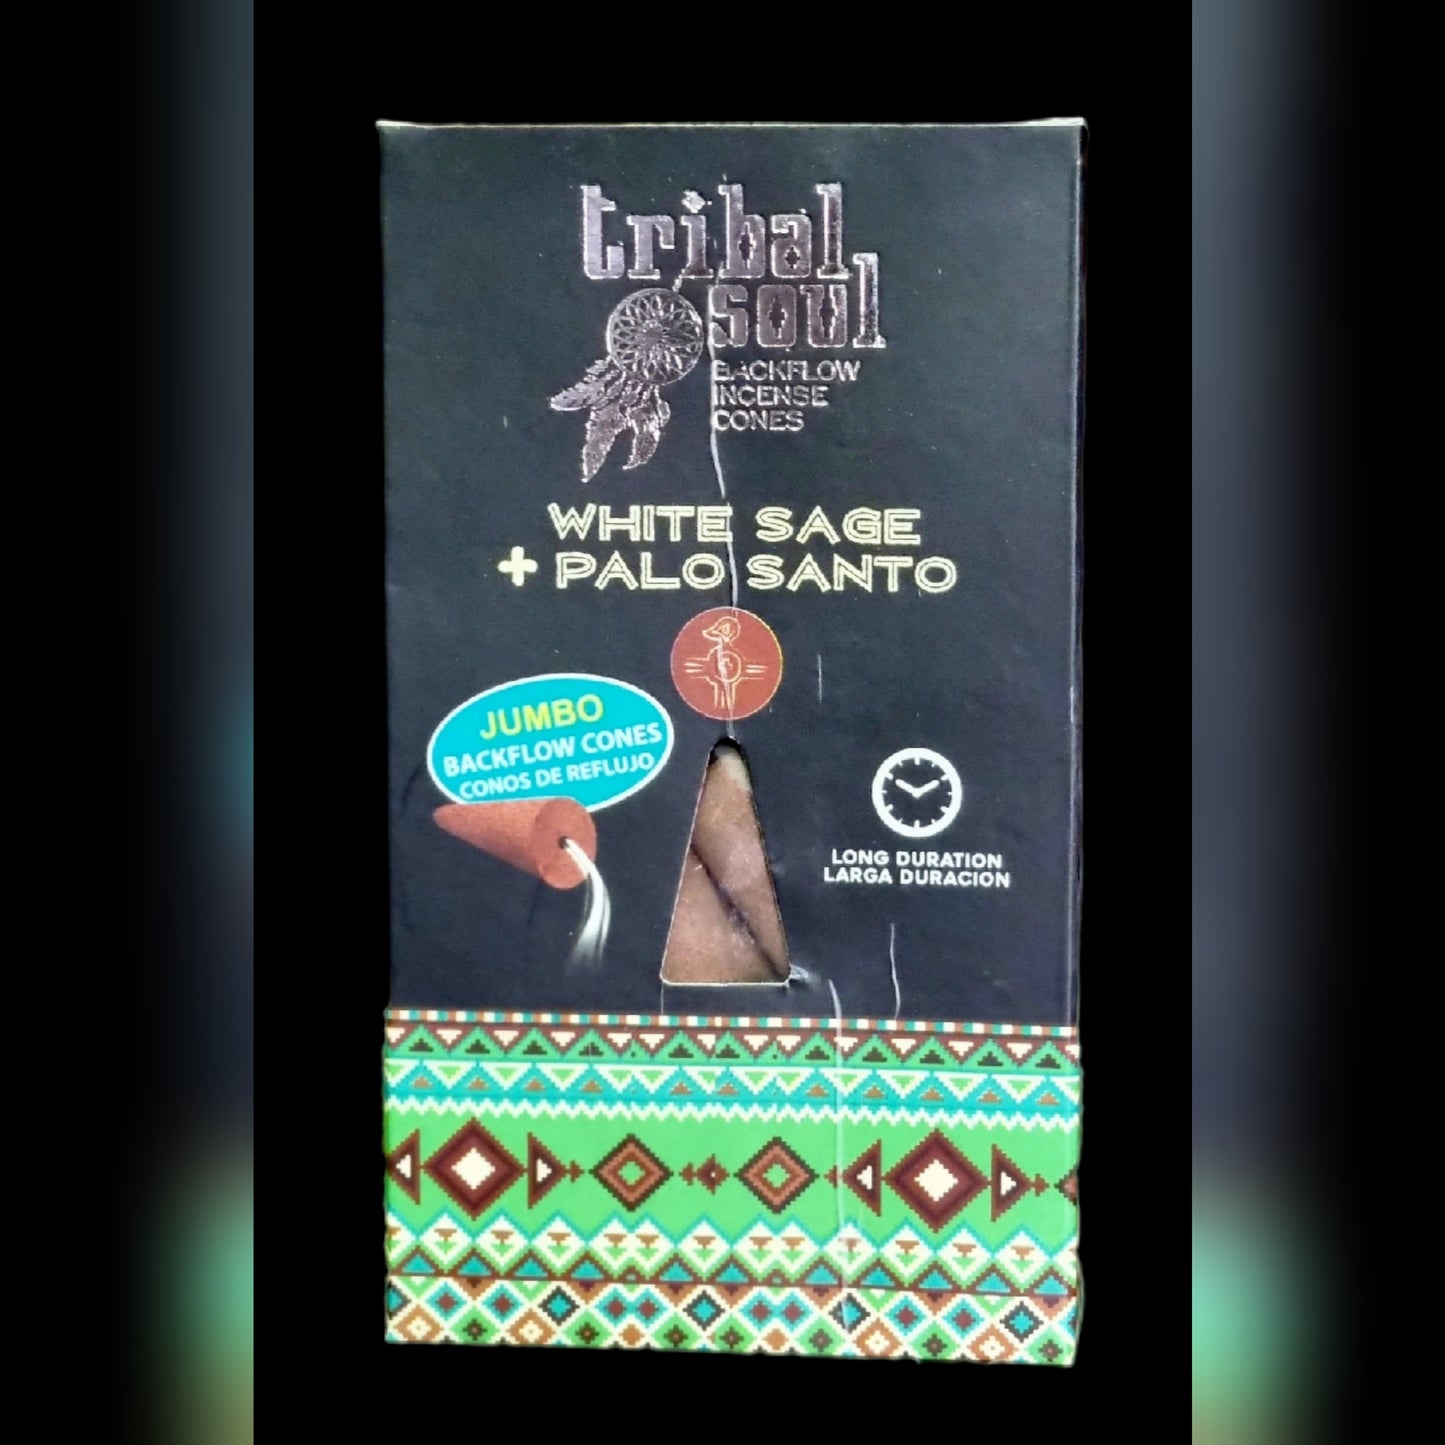 tribal
soul
BACKFLOW
INCENSE
CONES
WHITE SAGE
+ PALO SANTO
JUMBO
BACKFLOW CONES
CONOS DE REFLUJO
LONG DURATION
LARGA DURACION